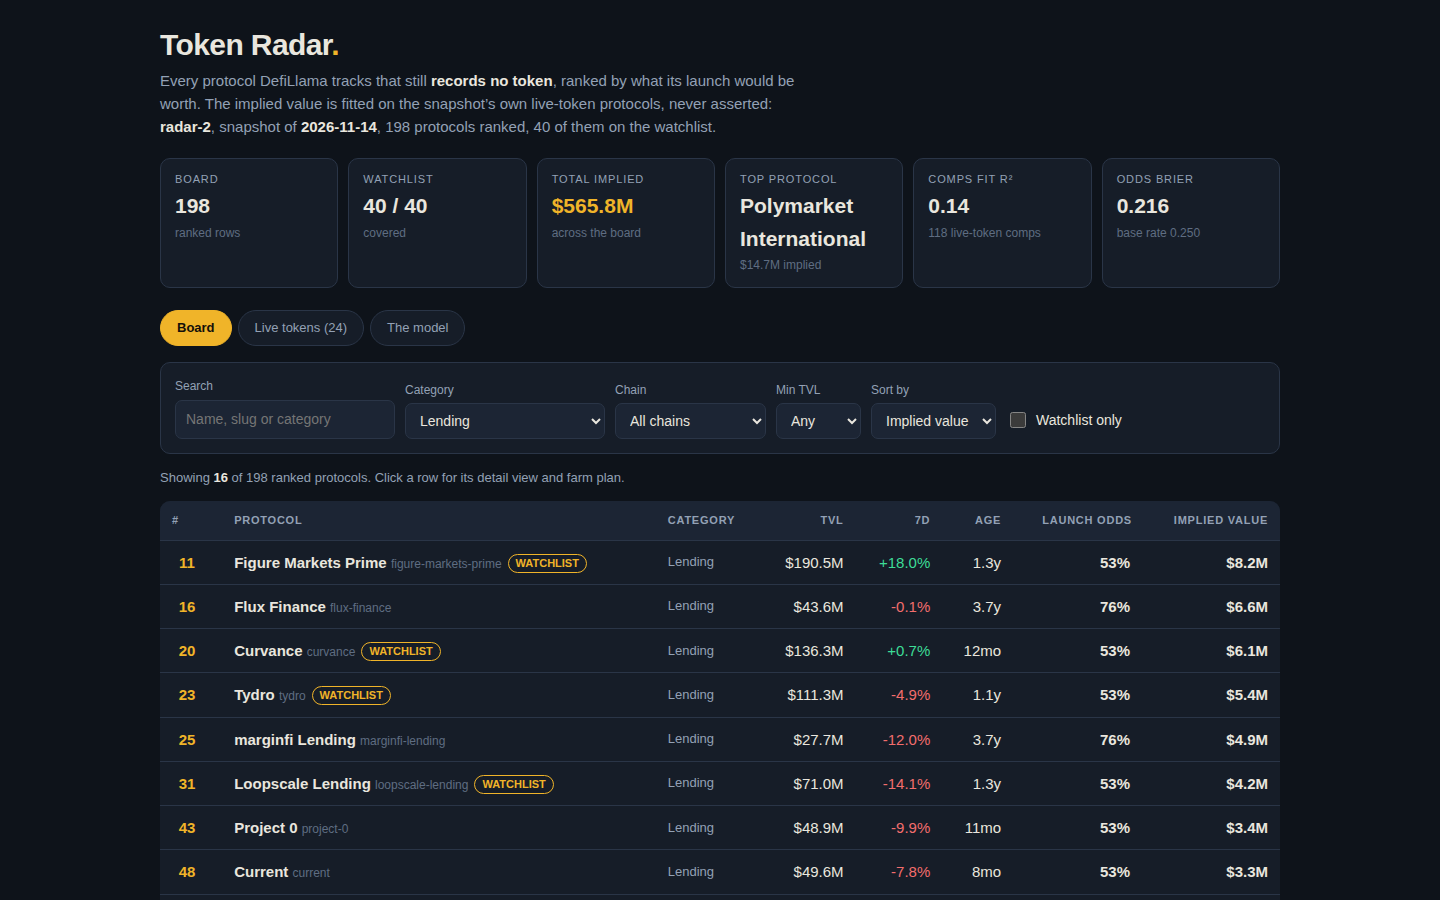 Token Radar.
Every protocol DefiLlama tracks that still records no token, ranked by what its launch would be
worth. The implied value is fitted on the snapshot’s own live-token protocols, never asserted:
radar-2, snapshot of 2026-11-14, 198 protocols ranked, 40 of them on the watchlist.
BOARD
198
ranked rows
WATCHLIST
40 / 40
covered
TOTAL IMPLIED
$565.8M
across the board
TOP PROTOCOL
Polymarket
International
$14.7M implied
COMPS FIT R²
0.14
118 live-token comps
ODDS BRIER
0.216
base rate 0.250
Board Live tokens (24) The model
Search Category Chain Min TVL Sort by
Name, slug or category Lending All chains Any Implied value Watchlist only
Showing 16 of 198 ranked protocols. Click a row for its detail view and farm plan.
# PROTOCOL CATEGORY TVL 7D AGE LAUNCH ODDS IMPLIED VALUE
11 Figure Markets Prime figure-markets-prime WATCHLIST Lending $190.5M +18.0% 1.3y 53% $8.2M
16 Flux Finance flux-finance Lending $43.6M -0.1% 3.7y 76% $6.6M
20 Curvance curvance WATCHLIST Lending $136.3M +0.7% 12mo 53% $6.1M
23 Tydro tydro WATCHLIST Lending $111.3M -4.9% 1.1y 53% $5.4M
25 marginfi Lending marginfi-lending Lending $27.7M -12.0% 3.7y 76% $4.9M
31 Loopscale Lending loopscale-lending WATCHLIST Lending $71.0M -14.1% 1.3y 53% $4.2M
43 Project 0 project-0 Lending $48.9M -9.9% 11mo 53% $3.4M
48 Current current Lending $49.6M -7.8% 8mo 53% $3.3M